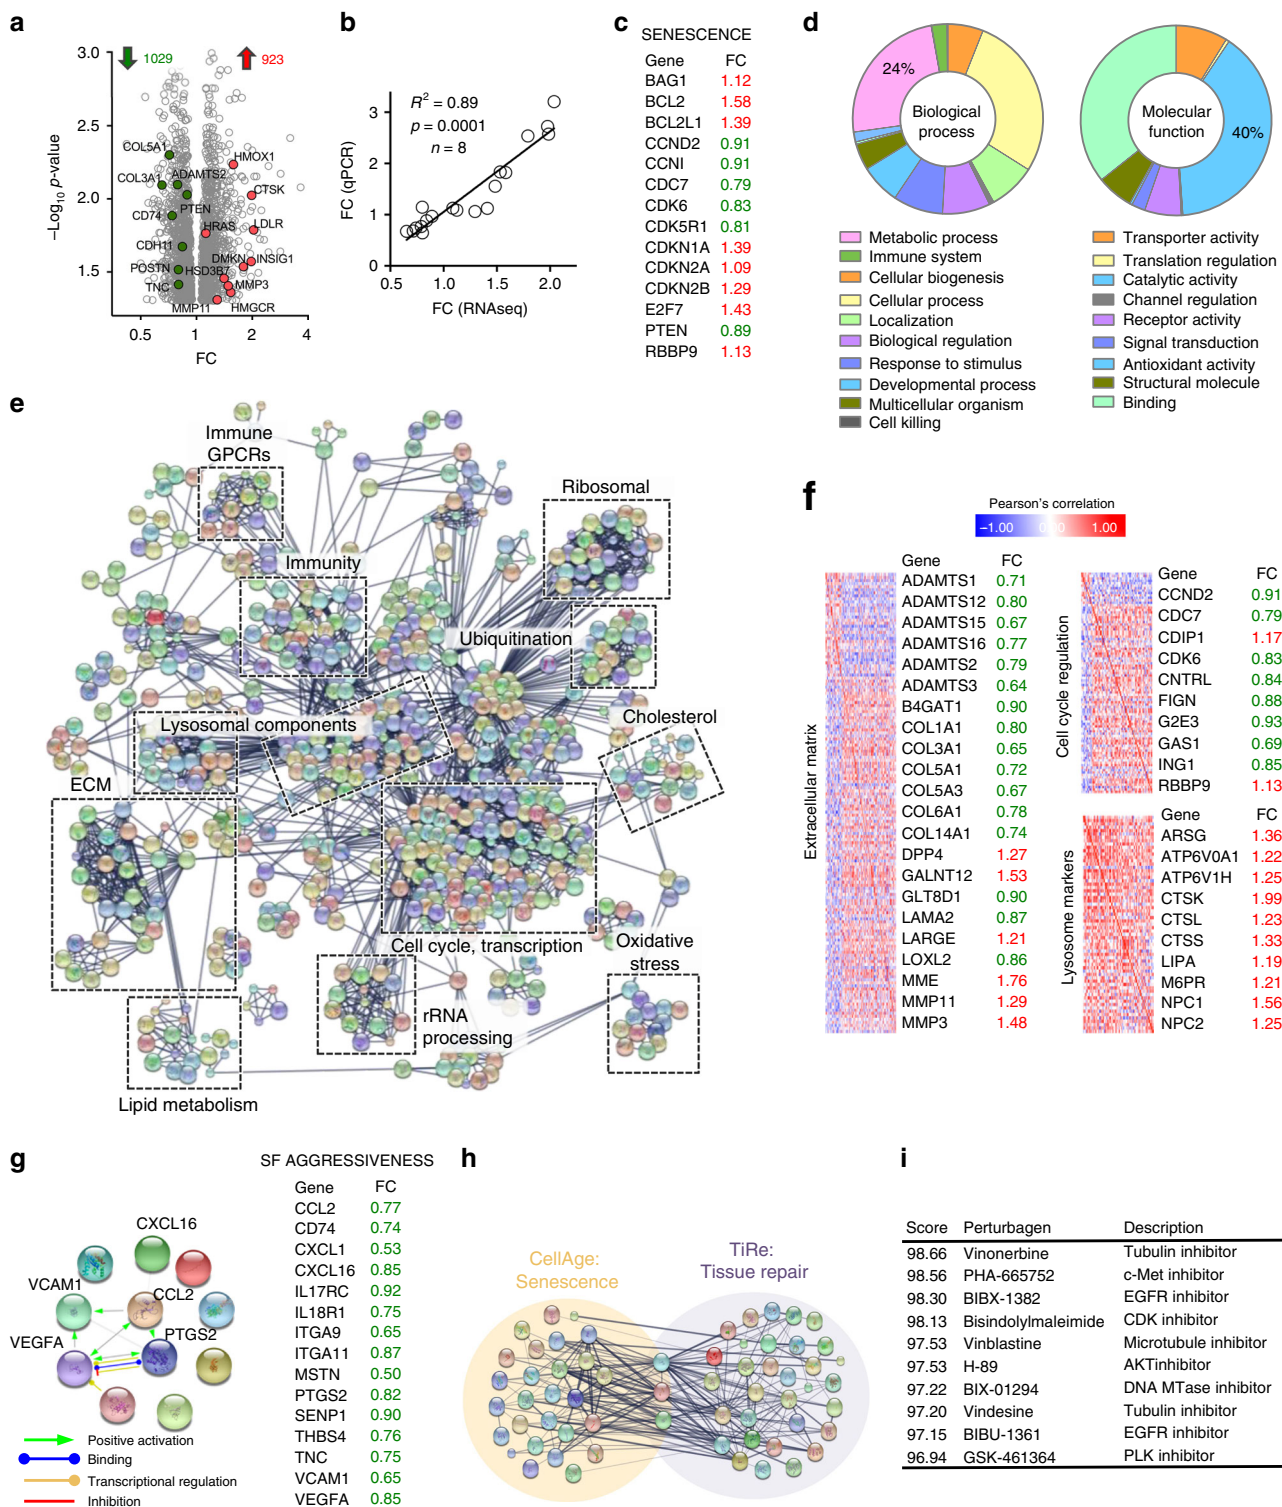 a
3.0
1029
923
2.5
2.0
1.5
−Log10 p-value
COL5A1
COL3A1
ADAMTS2
PTEN
CD74
CDH11
POSTN
TNC
HMOX1
CTSK
LDLR
HRAS
DMKN
INSIG1
HSD3B7
MMP3
MMP11
HMGCR
0.5
1
2
4
FC
b
R2 = 0.89
p = 0.0001
n = 8
FC (qPCR)
3
2
1
0
0.5
1.0
1.5
2.0
FC (RNAseq)
c
SENESCENCE
Gene FC
BAG1 1.12
BCL2 1.58
BCL2L1 1.39
CCND2 0.91
CCNI 0.91
CDC7 0.79
CDK6 0.83
CDK5R1 0.81
CDKN1A 1.39
CDKN2A 1.09
CDKN2B 1.29
E2F7 1.43
PTEN 0.89
RBBP9 1.13
d
24%
Biological
process
Metabolic process
Immune system
Cellular biogenesis
Cellular process
Localization
Biological regulation
Response to stimulus
Developmental process
Multicellular organism
Cell killing
Molecular
function
40%
Transporter activity
Translation regulation
Catalytic activity
Channel regulation
Receptor activity
Signal transduction
Antioxidant activity
Structural molecule
Binding
e
Immune
GPCRs
Ribosomal
Immunity
Ubiquitination
Lysosomal components
Cholesterol
ECM
Cell cycle, transcription
Oxidative
stress
rRNA
processing
Lipid metabolism
f
Pearson's correlation
−1.00 0.00 1.00
Extracellular matrix
Gene FC
ADAMTS1 0.71
ADAMTS12 0.80
ADAMTS15 0.67
ADAMTS16 0.77
ADAMTS2 0.79
ADAMTS3 0.64
B4GAT1 0.90
COL1A1 0.80
COL3A1 0.65
COL5A1 0.72
COL5A3 0.67
COL6A1 0.78
COL14A1 0.74
DPP4 1.27
GALNT12 1.53
GLT8D1 0.90
LAMA2 0.87
LARGE 1.21
LOXL2 0.86
MME 1.76
MMP11 1.29
MMP3 1.48
Cell cycle regulation
Gene FC
CCND2 0.91
CDC7 0.79
CDIP1 1.17
CDK6 0.83
CNTRL 0.84
FIGN 0.88
G2E3 0.93
GAS1 0.69
ING1 0.85
RBBP9 1.13
Lysosome markers
Gene FC
ARSG 1.36
ATP6V0A1 1.22
ATP6V1H 1.25
CTSK 1.99
CTSL 1.23
CTSS 1.33
LIPA 1.19
M6PR 1.21
NPC1 1.56
NPC2 1.25
g
CXCL16
VCAM1
CCL2
VEGFA
PTGS2
Positive activation
Binding
Transcriptional regulation
Inhibition
SF AGGRESSIVENESS
Gene FC
CCL2 0.77
CD74 0.74
CXCL1 0.53
CXCL16 0.85
IL17RC 0.92
IL18R1 0.75
ITGA9 0.65
ITGA11 0.87
MSTN 0.50
PTGS2 0.82
SENP1 0.90
THBS4 0.76
TNC 0.75
VCAM1 0.65
VEGFA 0.85
h
CellAge:
Senescence
TiRe:
Tissue repair
i
Score Perturbagen Description
98.66 Vinonerbine Tubulin inhibitor
98.56 PHA-665752 c-Met inhibitor
98.30 BIBX-1382 EGFR inhibitor
98.13 Bisindolylmaleimide CDK inhibitor
97.53 Vinblastine Microtubule inhibitor
97.53 H-89 AKTinhibitor
97.22 BIX-01294 DNA MTase inhibitor
97.20 Vindesine Tubulin inhibitor
97.15 BIBU-1361 EGFR inhibitor
96.94 GSK-461364 PLK inhibitor